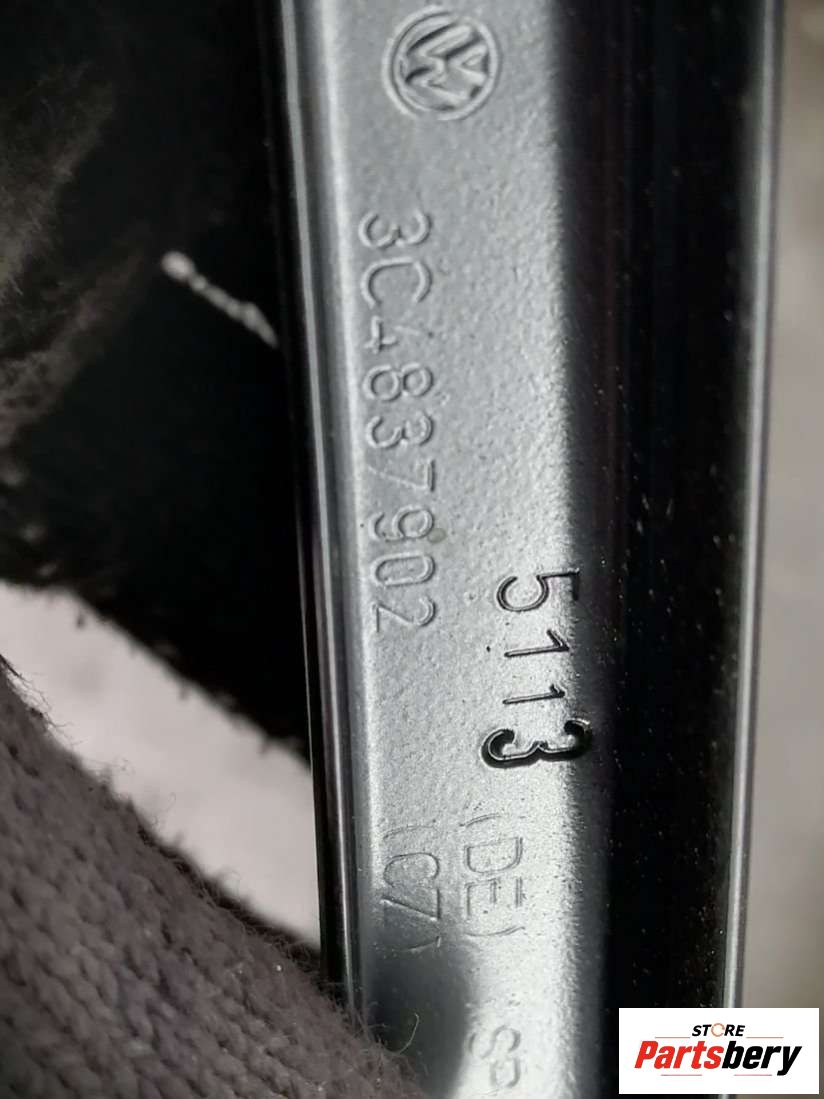 3C4837902
5113
(DE)
(CZ)
STORE
Partsbery